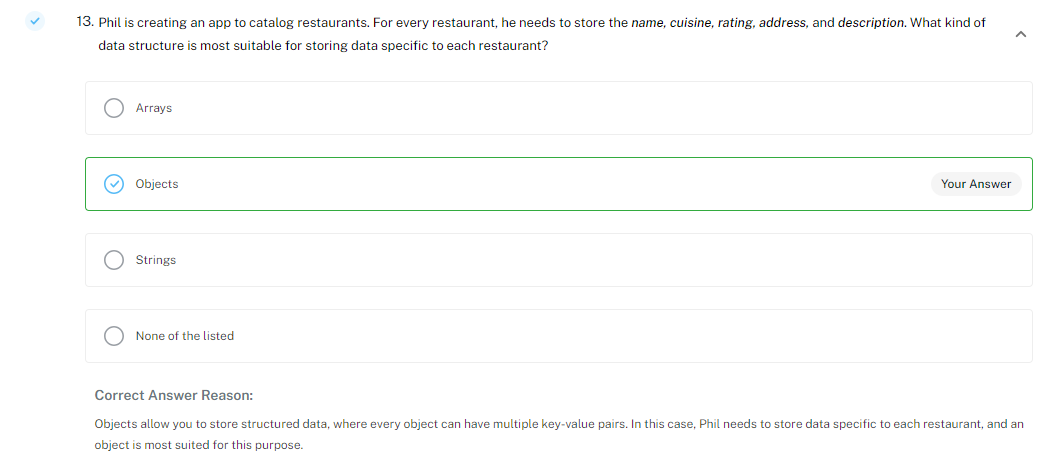 13. Phil is creating an app to catalog restaurants. For every restaurant, he needs to store the name, cuisine, rating, address, and description. What kind of
data structure is most suitable for storing data specific to each restaurant?
Arrays
Objects
Your Answer
Strings
None of the listed
Correct Answer Reason:
Objects allow you to store structured data, where every object can have multiple key-value pairs. In this case, Phil needs to store data specific to each restaurant, and an
object is most suited for this purpose.